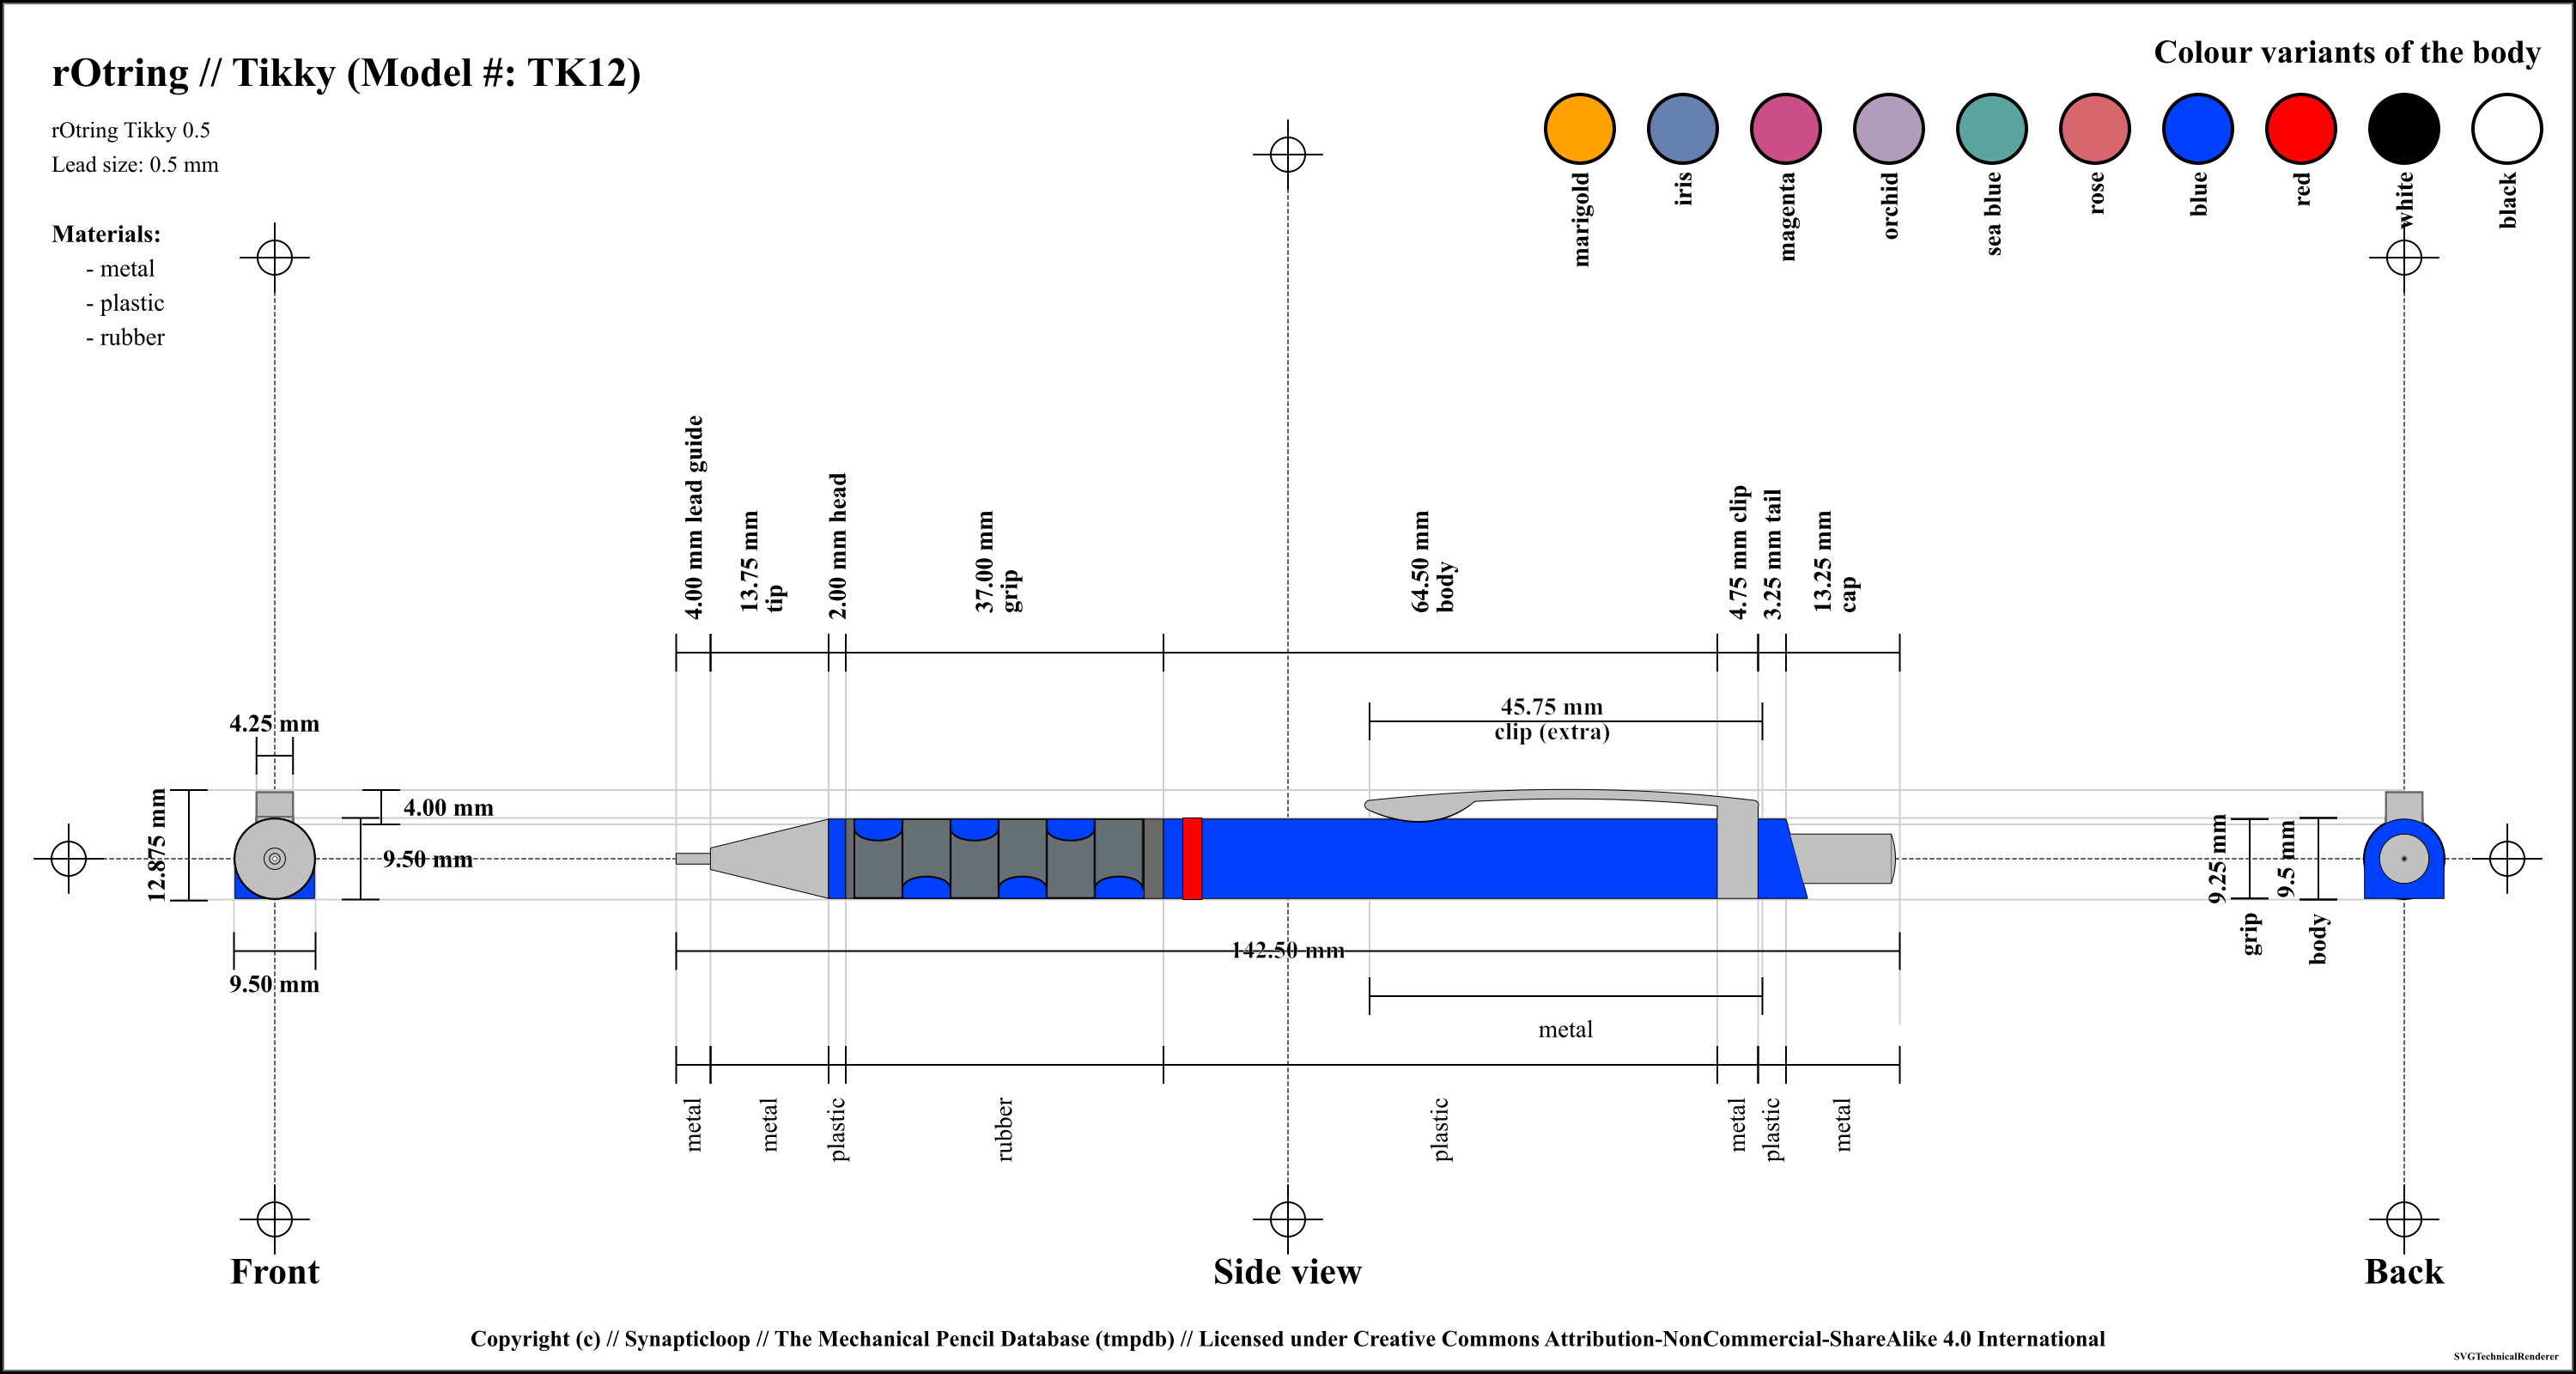 rOtring // Tikky (Model #: TK12)
rOtring Tikky 0.5
Lead size: 0.5 mm
Materials:
- metal
- plastic
- rubber
Colour variants of the body
marigold
iris
magenta
orchid
sea blue
rose
blue
red
white
black
4.00 mm lead guide
13.75 mm
tip
2.00 mm head
37.00 mm
grip
64.50 mm
body
4.75 mm clip
3.25 mm tail
13.25 mm
cap
45.75 mm
clip (extra)
4.25 mm
12.875 mm
4.00 mm
9.50 mm
9.50 mm
9.25 mm
grip
9.5 mm
body
142.50 mm
metal
metal
metal
plastic
rubber
plastic
metal
plastic
metal
Front
Side view
Back
Copyright (c) // Synapticloop // The Mechanical Pencil Database (tmpdb) // Licensed under Creative Commons Attribution-NonCommercial-ShareAlike 4.0 International
SVGTechnicalRenderer